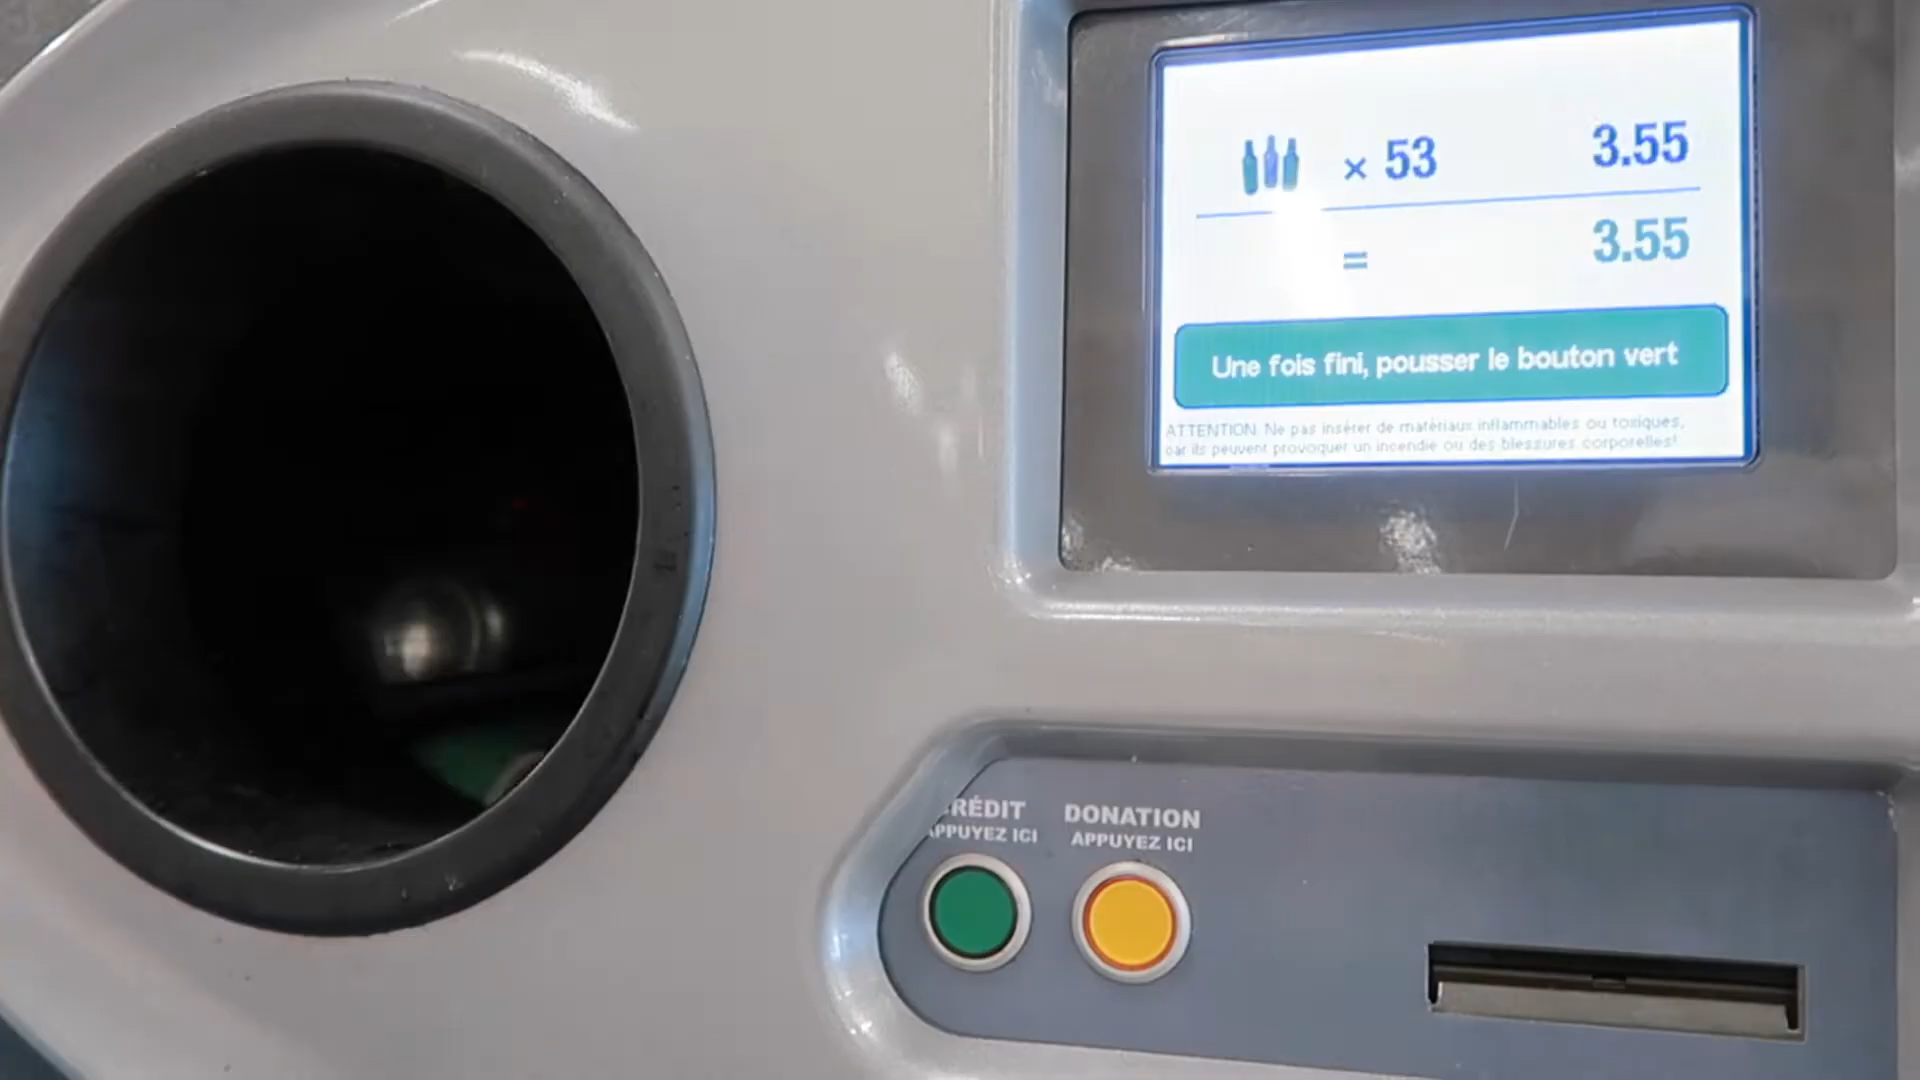 × 53 3.55
= 3.55
Une fois fini, pousser le bouton vert
ATTENTION: Ne pas insérer de matériaux inflammables ou toxiques,
car ils peuvent provoquer un incendie ou des blessures corporelles!
CRÉDIT
APPUYEZ ICI
DONATION
APPUYEZ ICI